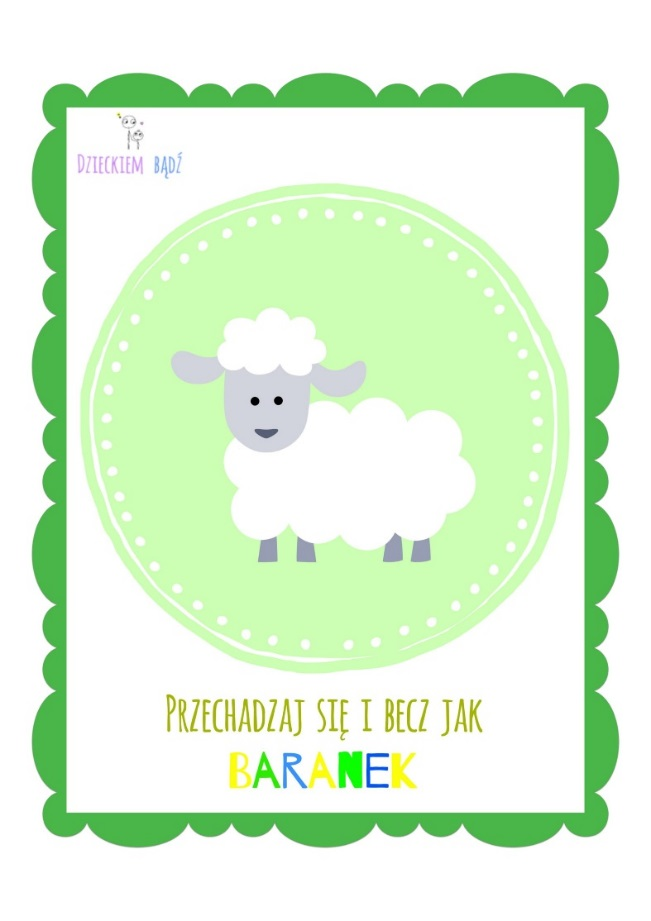 Dzieckiem bądź
Przechadzaj się i becz jak
BARANEK